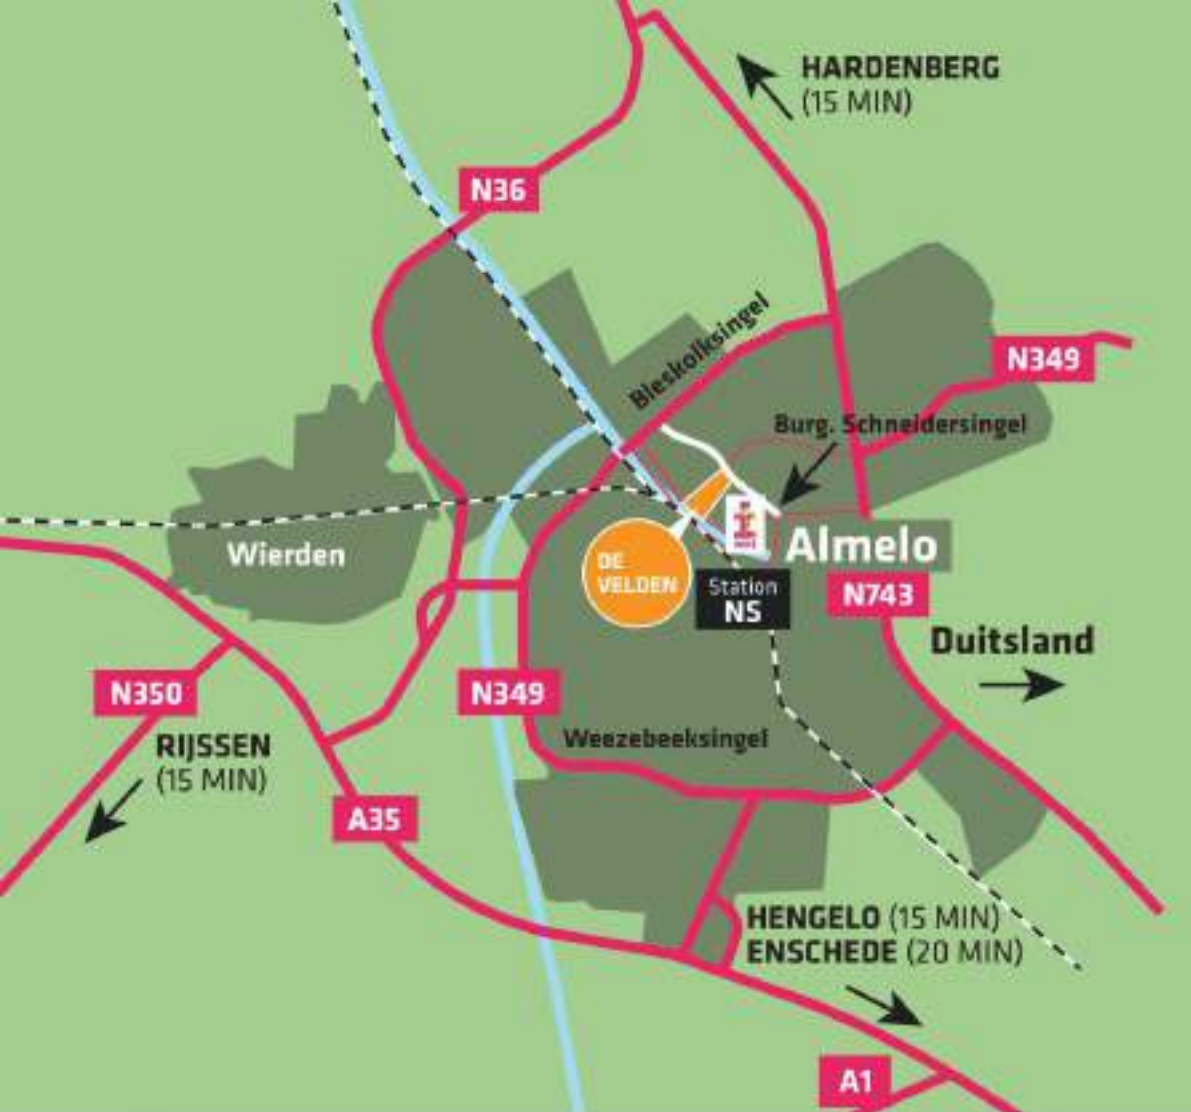 HARDENBERG
(15 MIN)
N36
Bleskolksingel
N349
Burg. Schneidersingel
Almelo
Wierden
DE
VELDEN
Station
NS
N743
Duitsland
N350
N349
RIJSSEN
(15 MIN)
Weezebeeksingel
A35
HENGELO (15 MIN)
ENSCHEDE (20 MIN)
A1